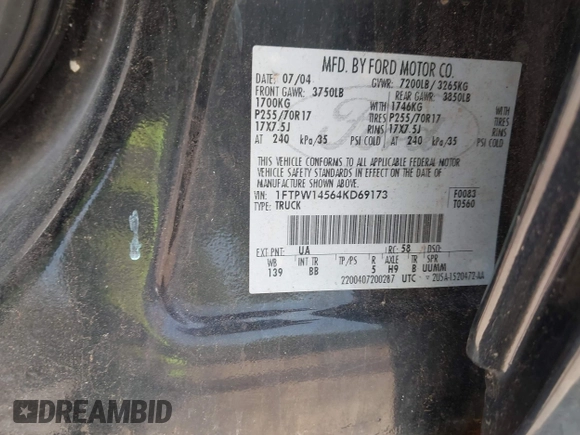 MFD. BY FORD MOTOR CO.
DATE: 07/04 GVWR: 7200LB/3265KG
FRONT GAWR: 3750LB REAR GAWR: 3850LB
1700KG WITH 1746KG WITH
P255/70R17 TIRES P255/70R17 TIRES
17X7.5J RIMS 17X7.5J RIMS
AT 240 kPa/35 PSI COLD AT 240 kPa/35 PSI COLD
Ford
THIS VEHICLE CONFORMS TO ALL APPLICABLE FEDERAL MOTOR
VEHICLE SAFETY STANDARDS IN EFFECT ON THE DATE OF
MANUFACTURE SHOWN ABOVE.
VIN: 1FTPW14564KD69173 F0083
TYPE: TRUCK T0560
EXT PNT: UA RC: 58 DSO:
WB INT TR TP/PS R AXLE TR SPR
139 BB 5 H9 B UUMM
2200407200287 UTC
DREAMBID